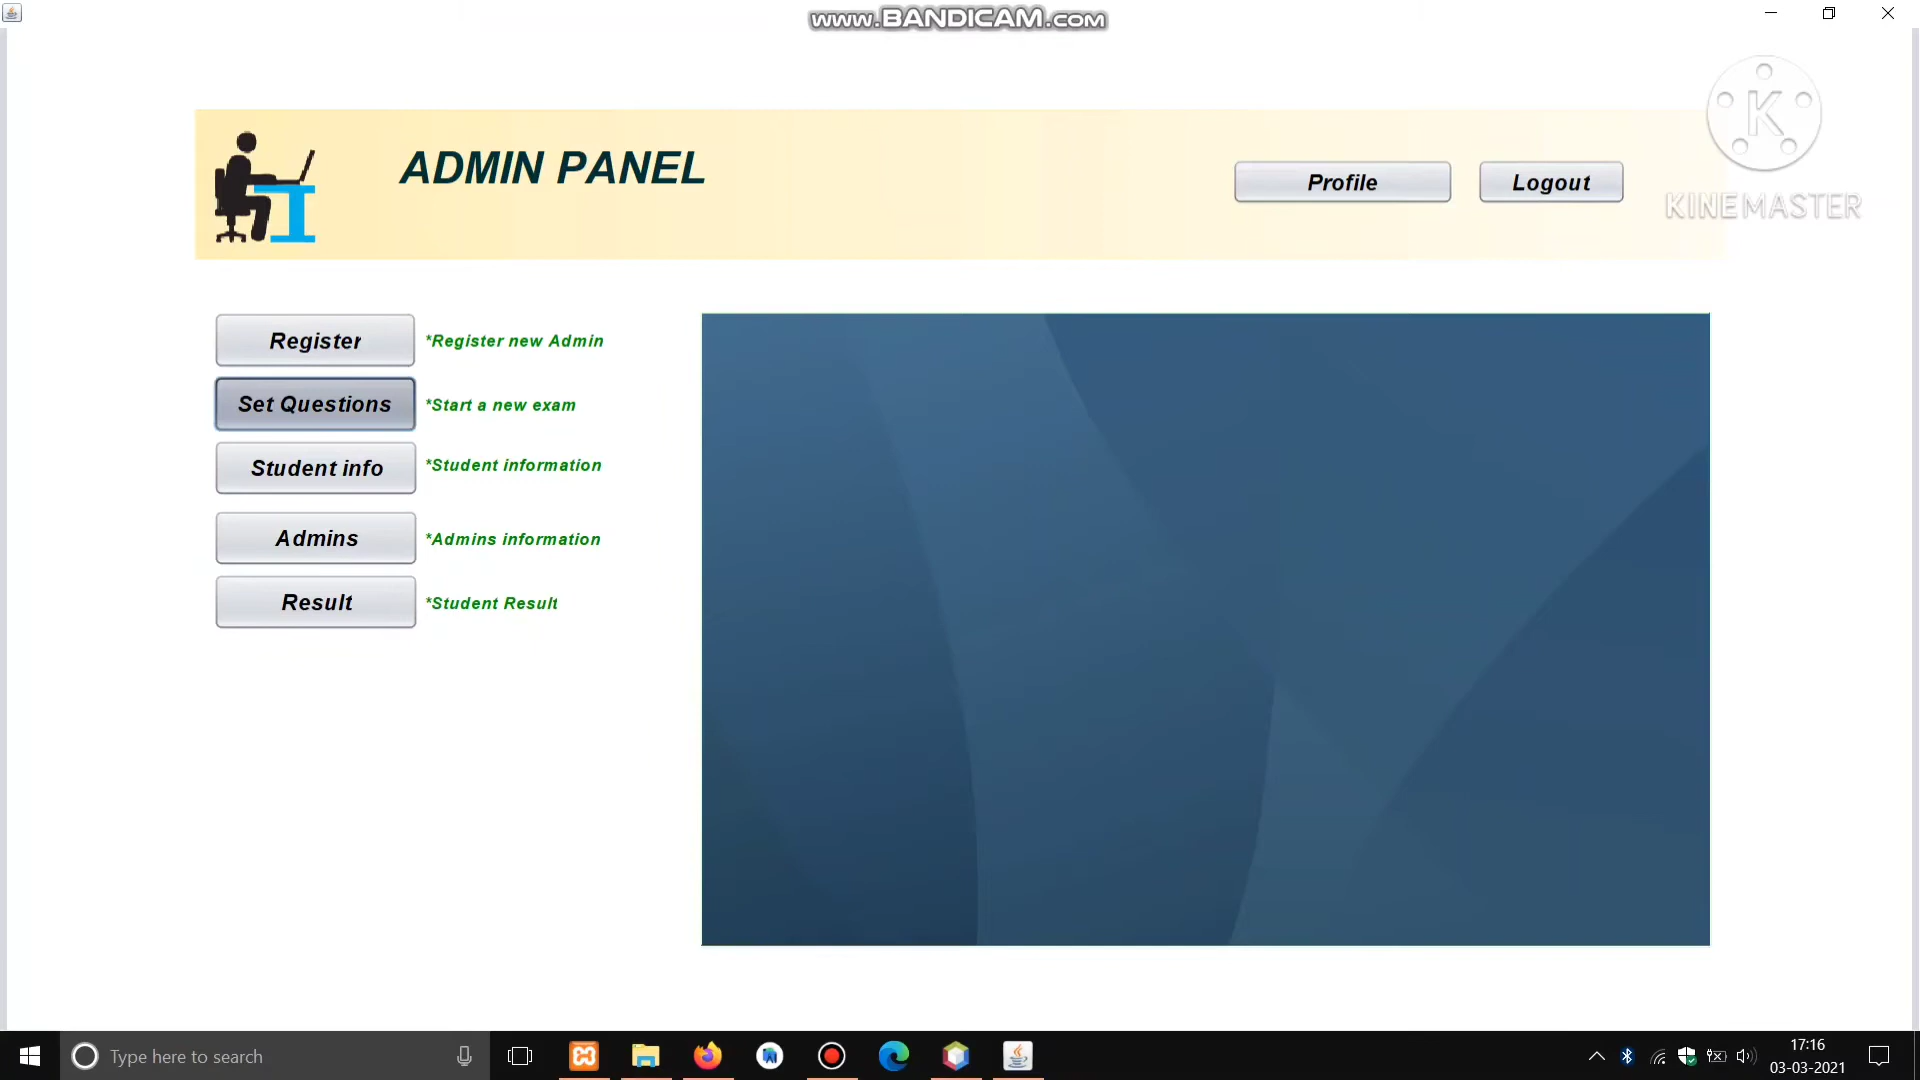 www.BANDICAM.com
K
KINEMASTER
ADMIN PANEL
Profile
Logout
Register
*Register new Admin
Set Questions
*Start a new exam
Student info
*Student information
Admins
*Admins information
Result
*Student Result
Type here to search
17:16
03-03-2021